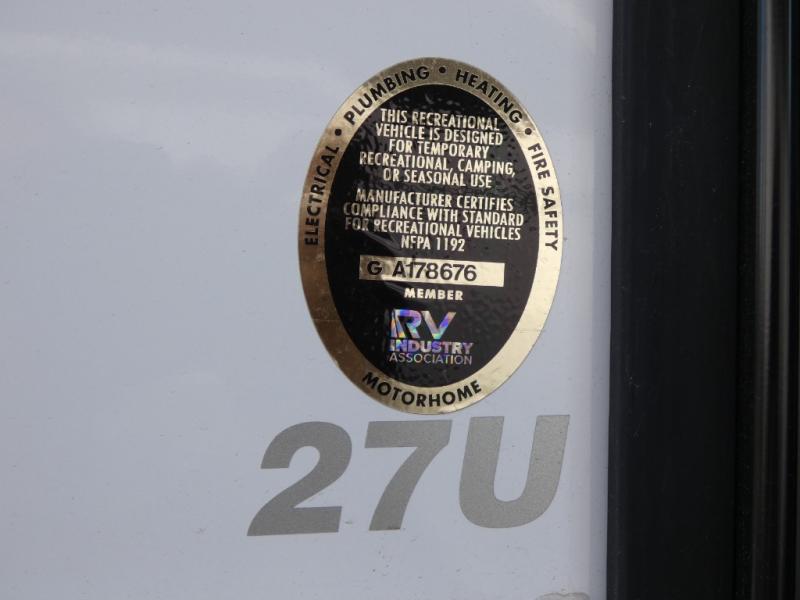 ELECTRICAL • PLUMBING • HEATING • FIRE SAFETY
THIS RECREATIONAL
VEHICLE IS DESIGNED
FOR TEMPORARY
RECREATIONAL, CAMPING,
OR SEASONAL USE
MANUFACTURER CERTIFIES
COMPLIANCE WITH STANDARD
FOR RECREATIONAL VEHICLES
NFPA 1192
G A178676
MEMBER
RV
INDUSTRY
ASSOCIATION
MOTORHOME
27U